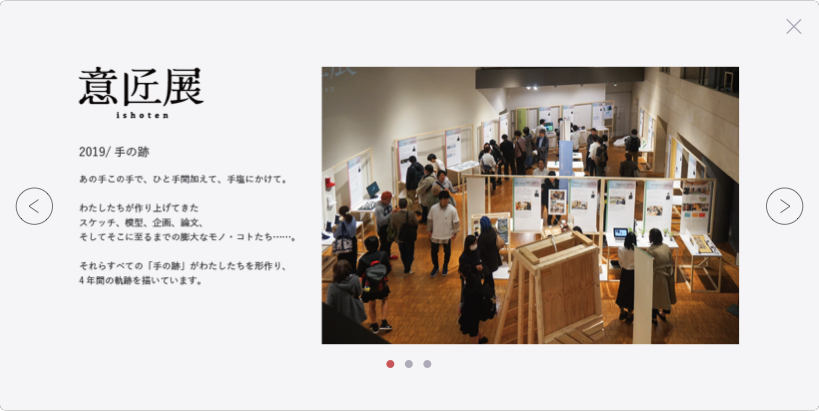 意匠展
ishoten
2019/ 手の跡
あの手この手で、ひと手間加えて、手塩にかけて。
わたしたちが作り上げてきた
スケッチ、模型、企画、論文、
そしてそこに至るまでの膨大なモノ・コトたち……。
それらすべての「手の跡」がわたしたちを形作り、
4 年間の軌跡を描いています。